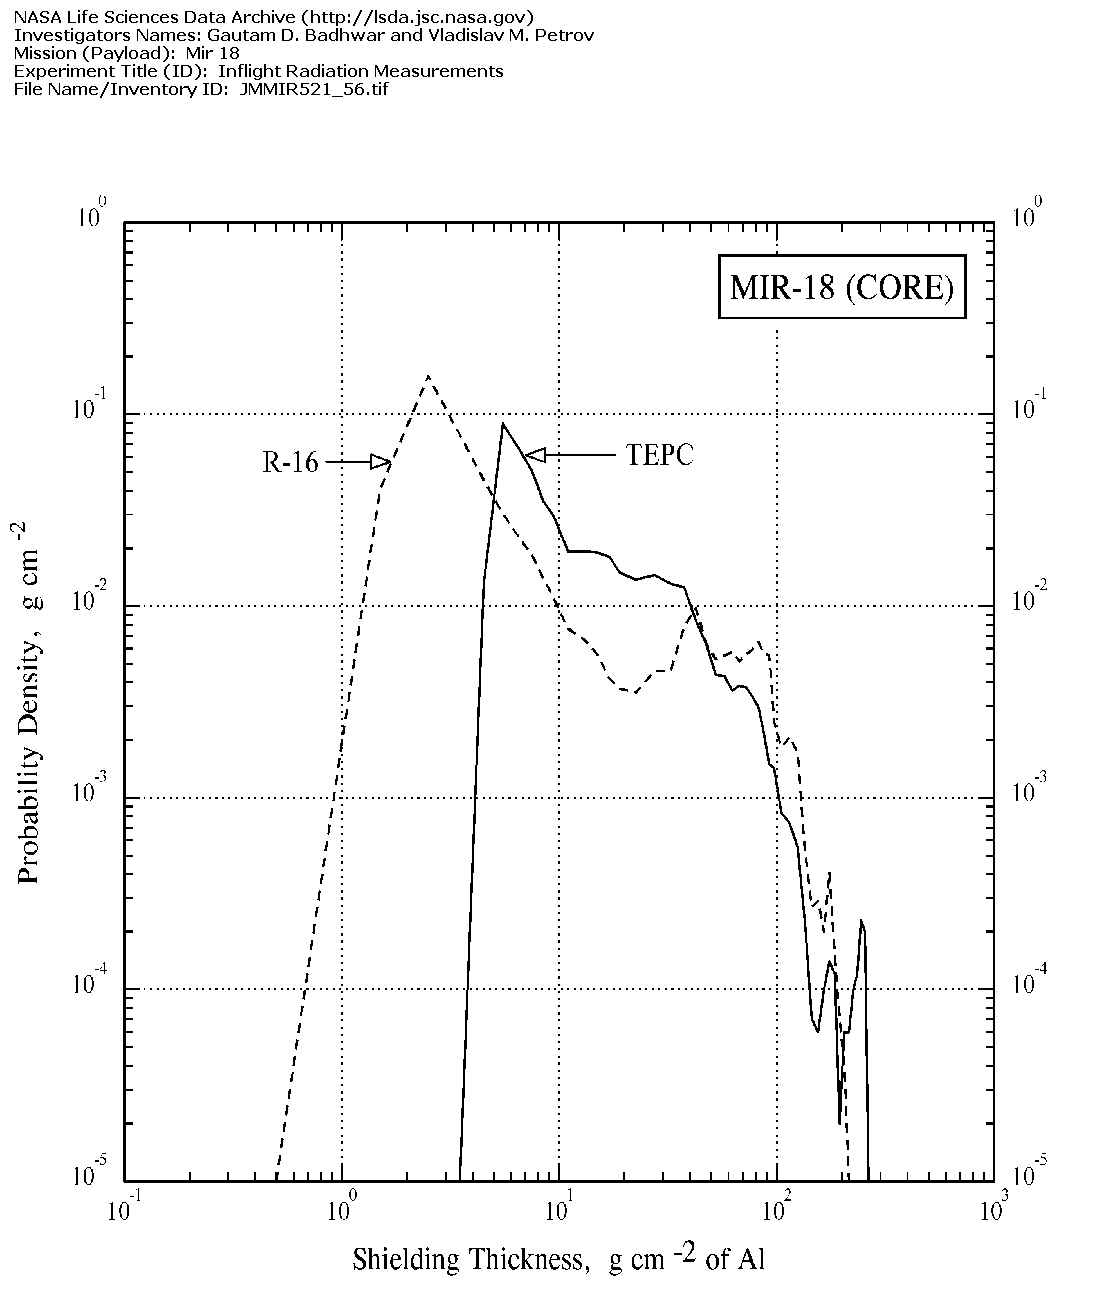 NASA Life Sciences Data Archive (http://lsda.jsc.nasa.gov)
Investigators Names: Gautam D. Badhwar and Vladislav M. Petrov
Mission (Payload):  Mir 18
Experiment Title (ID):  Inflight Radiation Measurements
File Name/Inventory ID:  JMMIR521_56.tif
10^0
10^0
MIR-18 (CORE)
10^-1
10^-1
R-16
TEPC
10^-2
10^-2
10^-3
10^-3
10^-4
10^-4
10^-5
10^-5
Probability Density,  g cm^-2
10^-1
10^0
10^1
10^2
10^3
Shielding Thickness,  g cm^-2 of Al